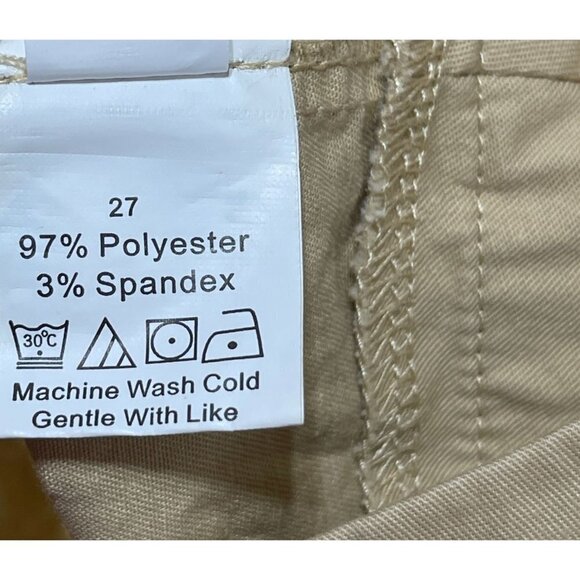 27
97% Polyester
3% Spandex
30°C
Machine Wash Cold
Gentle With Like